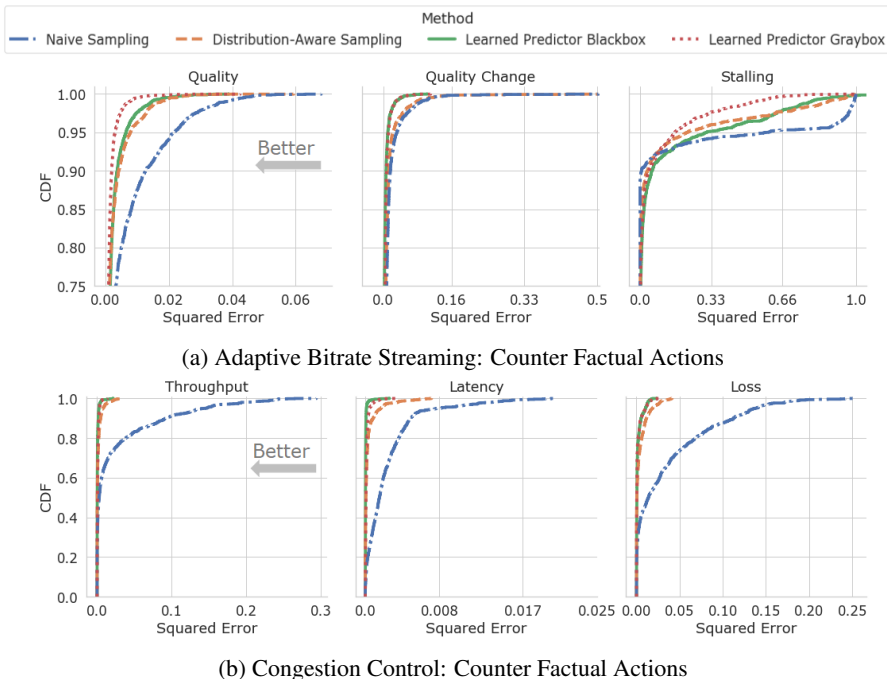 Method
Naive Sampling Distribution-Aware Sampling Learned Predictor Blackbox Learned Predictor Graybox
Quality Quality Change Stalling
1.00
0.95
0.90
0.85
0.80
0.75
CDF
Better
0.00 0.02 0.04 0.06
0.0 0.16 0.33 0.5
0.0 0.33 0.66 1.0
Squared Error Squared Error Squared Error
(a) Adaptive Bitrate Streaming: Counter Factual Actions
Throughput Latency Loss
1.0
0.8
0.6
0.4
0.2
0.0
CDF
Better
0.0 0.1 0.2 0.3
0.0 0.008 0.017 0.025
0.00 0.05 0.10 0.15 0.20 0.25
Squared Error Squared Error Squared Error
(b) Congestion Control: Counter Factual Actions